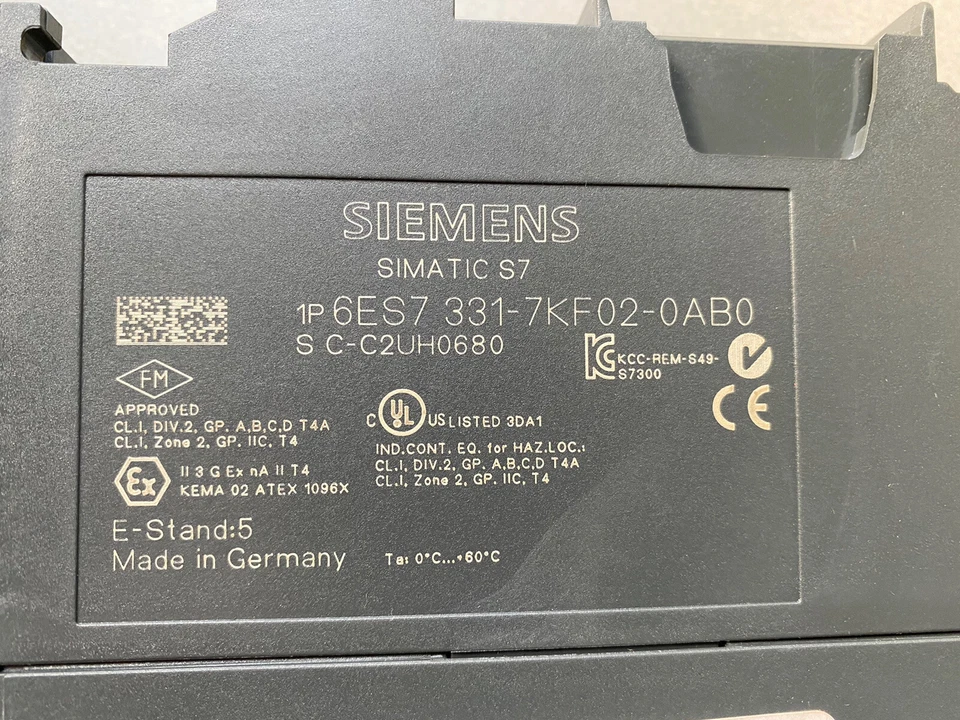 SIEMENS
SIMATIC S7
1P 6ES7 331-7KF02-0AB0
S C-C2UH0680
KCC-REM-S49-
S7300
FM
APPROVED
CL.I, DIV.2, GP. A,B,C,D T4A
CL.I, Zone 2, GP. IIC, T4
C UL US LISTED 3DA1
IND.CONT. EQ. for HAZ.LOC.:
CL.I, DIV.2, GP. A,B,C,D T4A
CL.I, Zone 2, GP. IIC, T4
CE
Ex II 3 G Ex nA II T4
KEMA 02 ATEX 1096X
E-Stand:5
Made in Germany
Ta: 0°C...+60°C